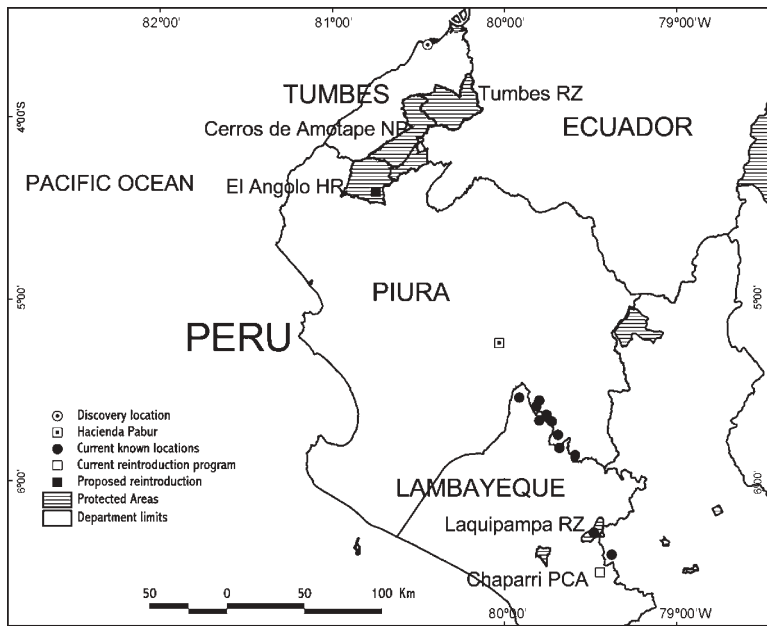 82°00' 81°00' 80°00' 79°00'W
TUMBES
Tumbes RZ
4°00'S
Cerros de Amotape NP
ECUADOR
PACIFIC OCEAN
El Angolo HR
PIURA
5°00'
5°00'
PERU
Discovery location
Hacienda Pabur
Current known locations
Current reintroduction program
Proposed reintroduction
Protected Areas
Department limits
6°00'
6°00'
LAMBAYEQUE
Laquipampa RZ
Chaparri PCA
50 0 50 100 Km
80°00' 79°00'W